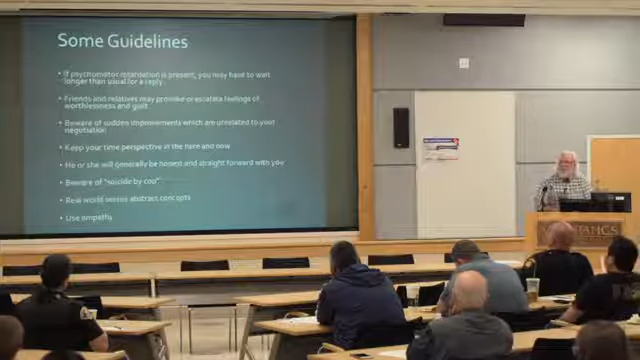 Some Guidelines
• If psychomotor retardation is present, you may have to wait
longer than usual for a reply.
• Friends and relatives may provoke or escalate feelings of
worthlessness and guilt
• Beware of sudden improvements which are unrelated to your
negotiation
• Keep your time perspective in the here and now
• He or she will generally be honest and straight forward with you
• Beware of "suicide by cop"
• Real world versus abstract concepts
• Use empathy